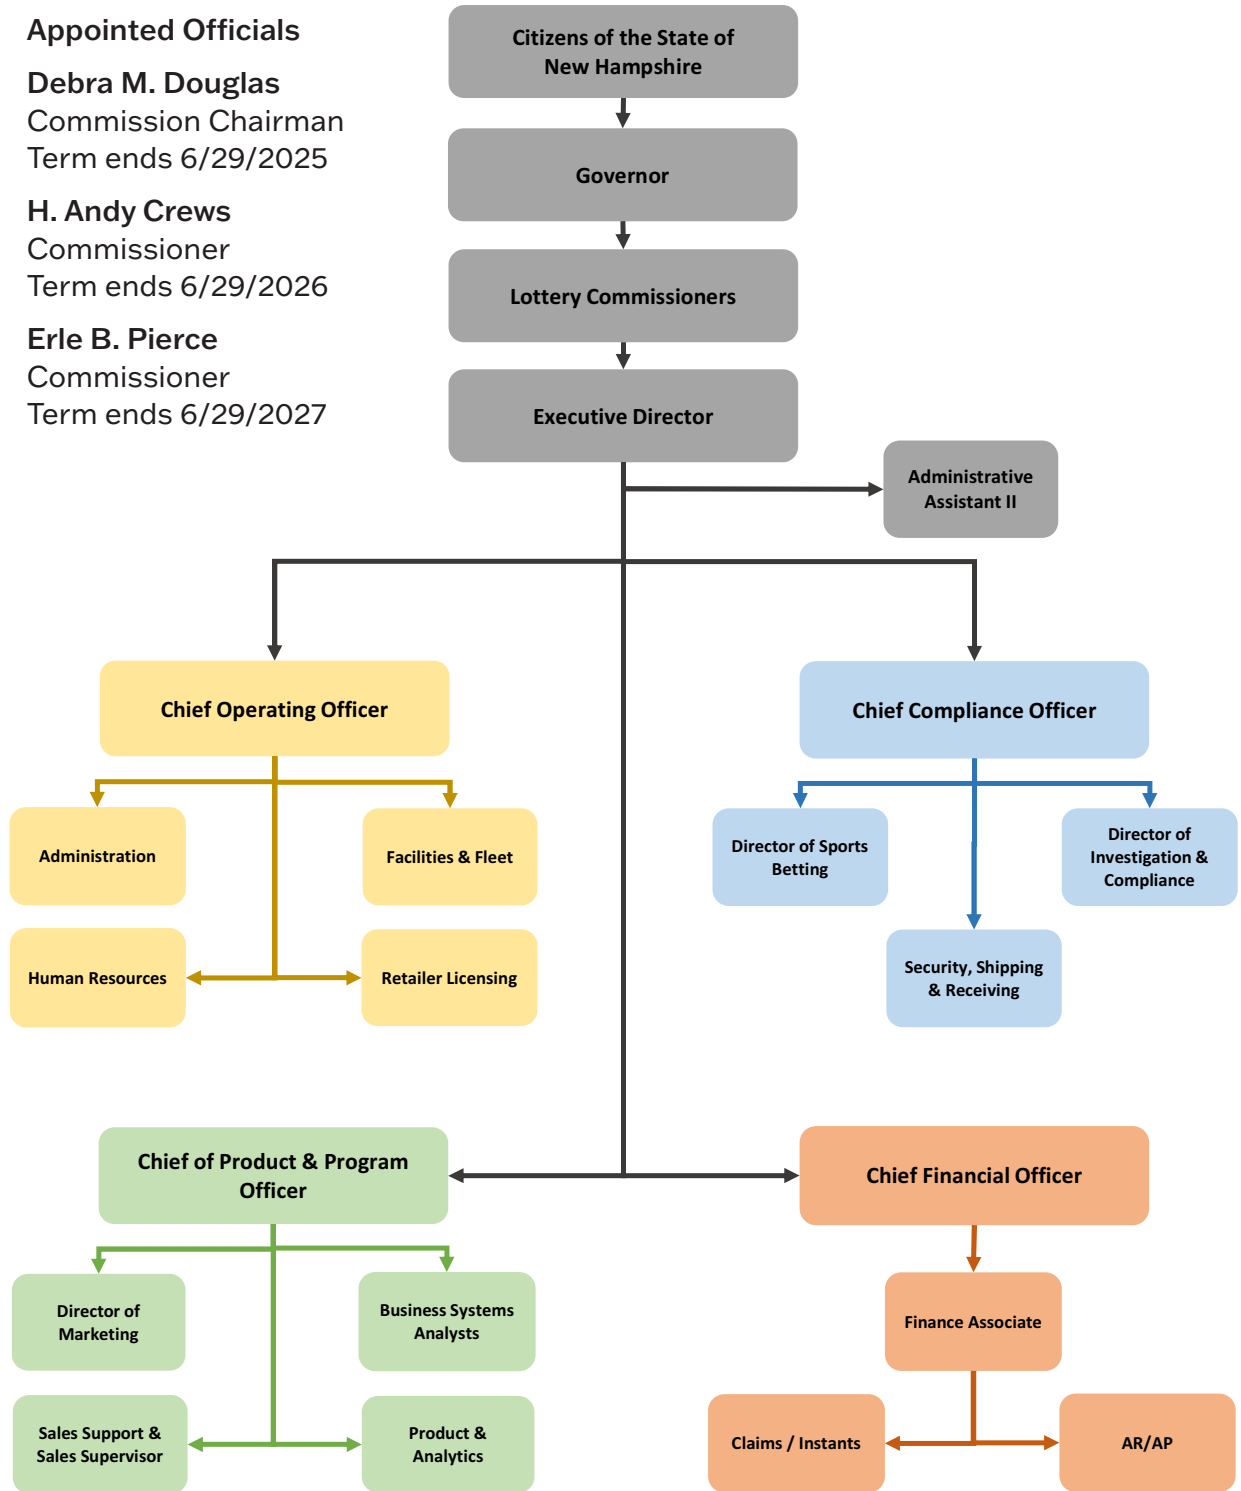 Appointed Officials
Debra M. Douglas
Commission Chairman
Term ends 6/29/2025
H. Andy Crews
Commissioner
Term ends 6/29/2026
Erle B. Pierce
Commissioner
Term ends 6/29/2027
Citizens of the State of
New Hampshire
Governor
Lottery Commissioners
Executive Director
Administrative
Assistant II
Chief Operating Officer
Administration
Facilities & Fleet
Human Resources
Retailer Licensing
Chief Compliance Officer
Director of Sports
Betting
Director of
Investigation &
Compliance
Security, Shipping
& Receiving
Chief of Product & Program
Officer
Director of
Marketing
Business Systems
Analysts
Sales Support &
Sales Supervisor
Product &
Analytics
Chief Financial Officer
Finance Associate
Claims / Instants
AR/AP